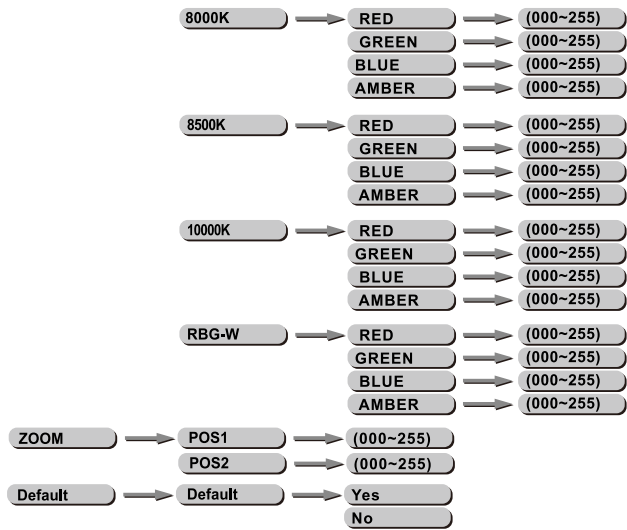 8000K RED (000~255)
GREEN (000~255)
BLUE (000~255)
AMBER (000~255)
8500K RED (000~255)
GREEN (000~255)
BLUE (000~255)
AMBER (000~255)
10000K RED (000~255)
GREEN (000~255)
BLUE (000~255)
AMBER (000~255)
RBG-W RED (000~255)
GREEN (000~255)
BLUE (000~255)
AMBER (000~255)
ZOOM POS1 (000~255)
POS2 (000~255)
Default Default Yes
No